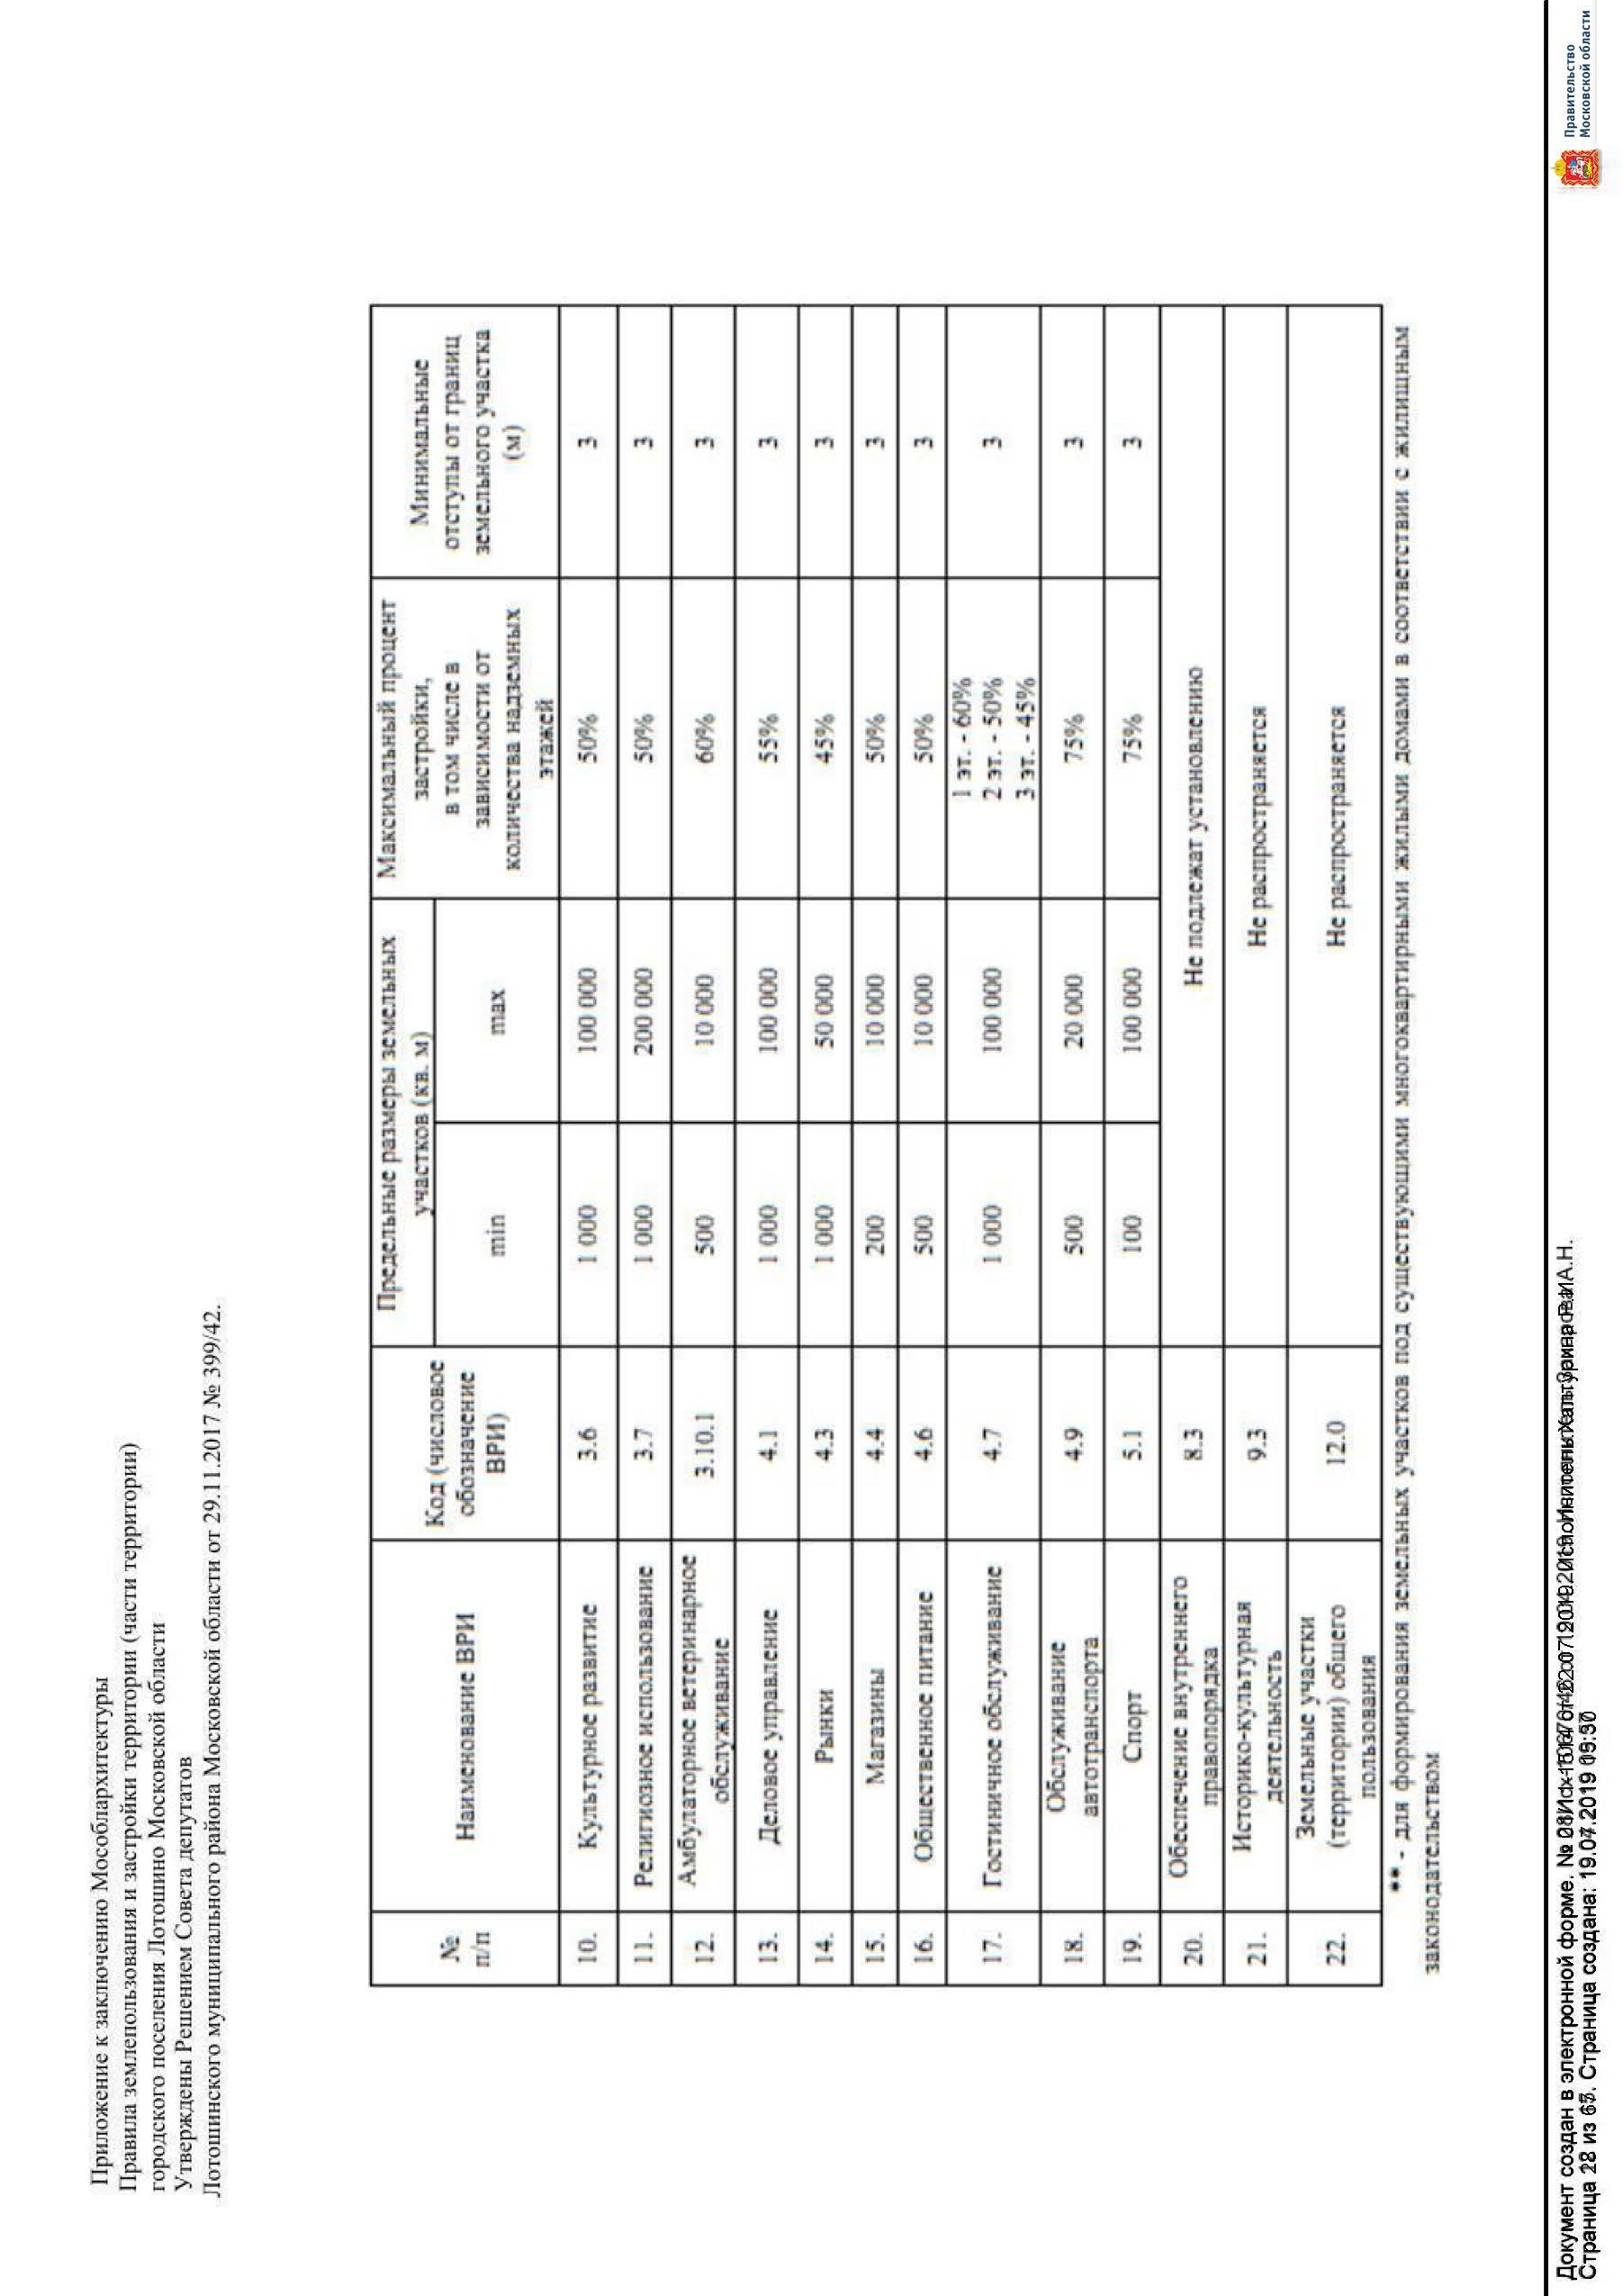 Приложение к заключению Мособлархитектуры
Правила землепользования и застройки территории (части территории)
городского поселения Лотошино Московской области
Утверждены Решением Совета депутатов
Лотошинского муниципального района Московской области от 29.11.2017 № 399/42.
№ п/п Наименование ВРИ Код (числовое обозначение ВРИ) Предельные размеры земельных участков (кв. м) min max Максимальный процент застройки, в том числе в зависимости от количества надземных этажей Минимальные отступы от границ земельного участка (м)
10. Культурное развитие 3.6 1 000 100 000 50% 3
11. Религиозное использование 3.7 1 000 200 000 50% 3
12. Амбулаторное ветеринарное обслуживание 3.10.1 500 10 000 60% 3
13. Деловое управление 4.1 1 000 100 000 55% 3
14. Рынки 4.3 1 000 50 000 45% 3
15. Магазины 4.4 200 10 000 50% 3
16. Общественное питание 4.6 500 10 000 50% 3
17. Гостиничное обслуживание 4.7 1 000 100 000 1 эт. - 60% 2 эт. - 50% 3 эт. - 45% 3
18. Обслуживание автотранспорта 4.9 500 20 000 75% 3
19. Спорт 5.1 100 100 000 75% 3
20. Обеспечение внутреннего правопорядка 8.3 Не подлежат установлению
21. Историко-культурная деятельность 9.3 Не распространяется
22. Земельные участки (территории) общего пользования 12.0 Не распространяется
** - для формирования земельных участков под существующими многоквартирными жилыми домами в соответствии с жилищным
законодательством
Документ создан в электронной форме. №
Страница из Страница создана:
Правительство
Московской области